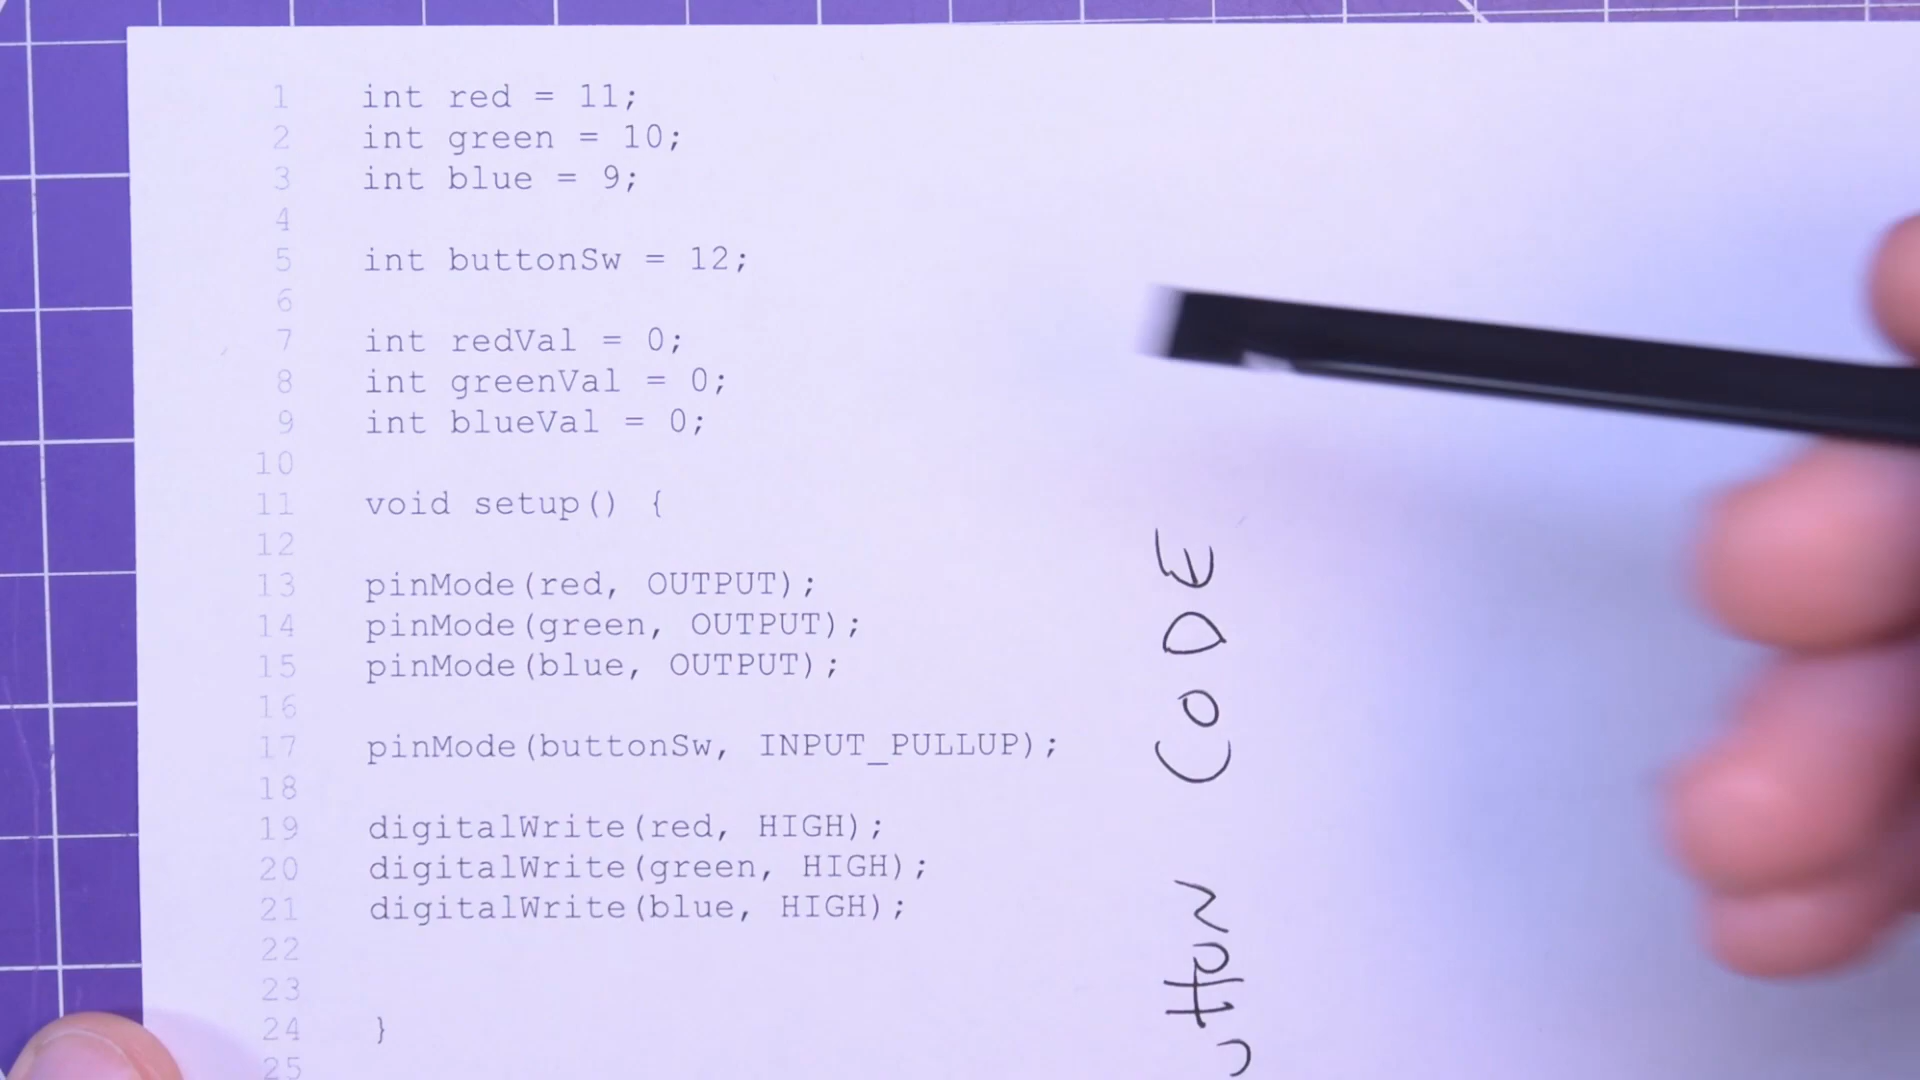 1 int red = 11;
2 int green = 10;
3 int blue = 9;
4
5 int buttonSw = 12;
6
7 int redVal = 0;
8 int greenVal = 0;
9 int blueVal = 0;
10
11 void setup() {
12
13 pinMode(red, OUTPUT);
14 pinMode(green, OUTPUT);
15 pinMode(blue, OUTPUT);
16
17 pinMode(buttonSw, INPUT_PULLUP);
18
19 digitalWrite(red, HIGH);
20 digitalWrite(green, HIGH);
21 digitalWrite(blue, HIGH);
22
23
24 }
25
CODE